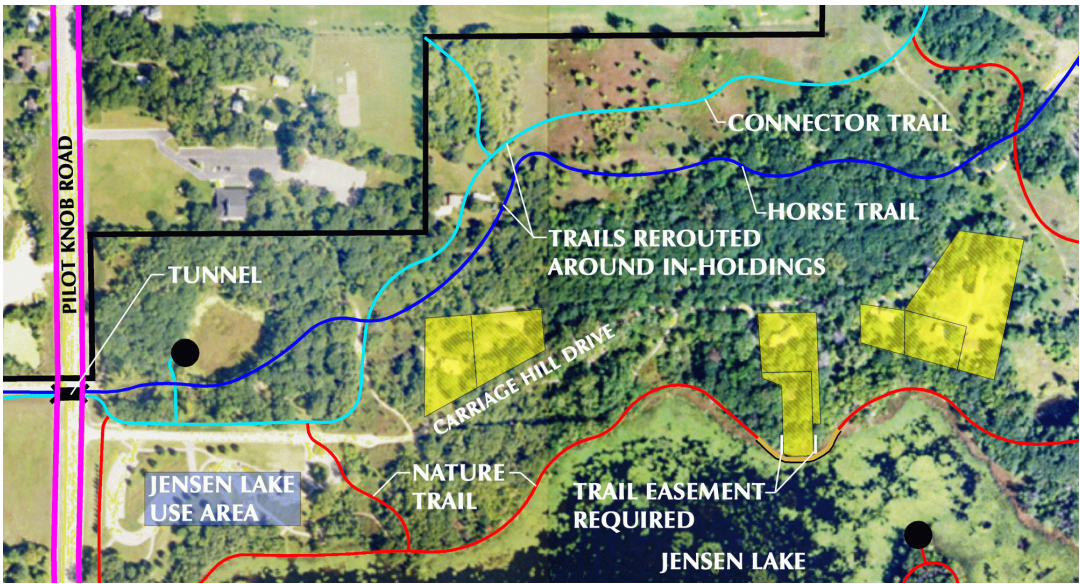 CONNECTOR TRAIL
PILOT KNOB ROAD
HORSE TRAIL
TRAILS REROUTED
AROUND IN-HOLDINGS
TUNNEL
CARRIAGE HILL DRIVE
JENSEN LAKE
USE AREA
NATURE
TRAIL
TRAIL EASEMENT
REQUIRED
JENSEN LAKE